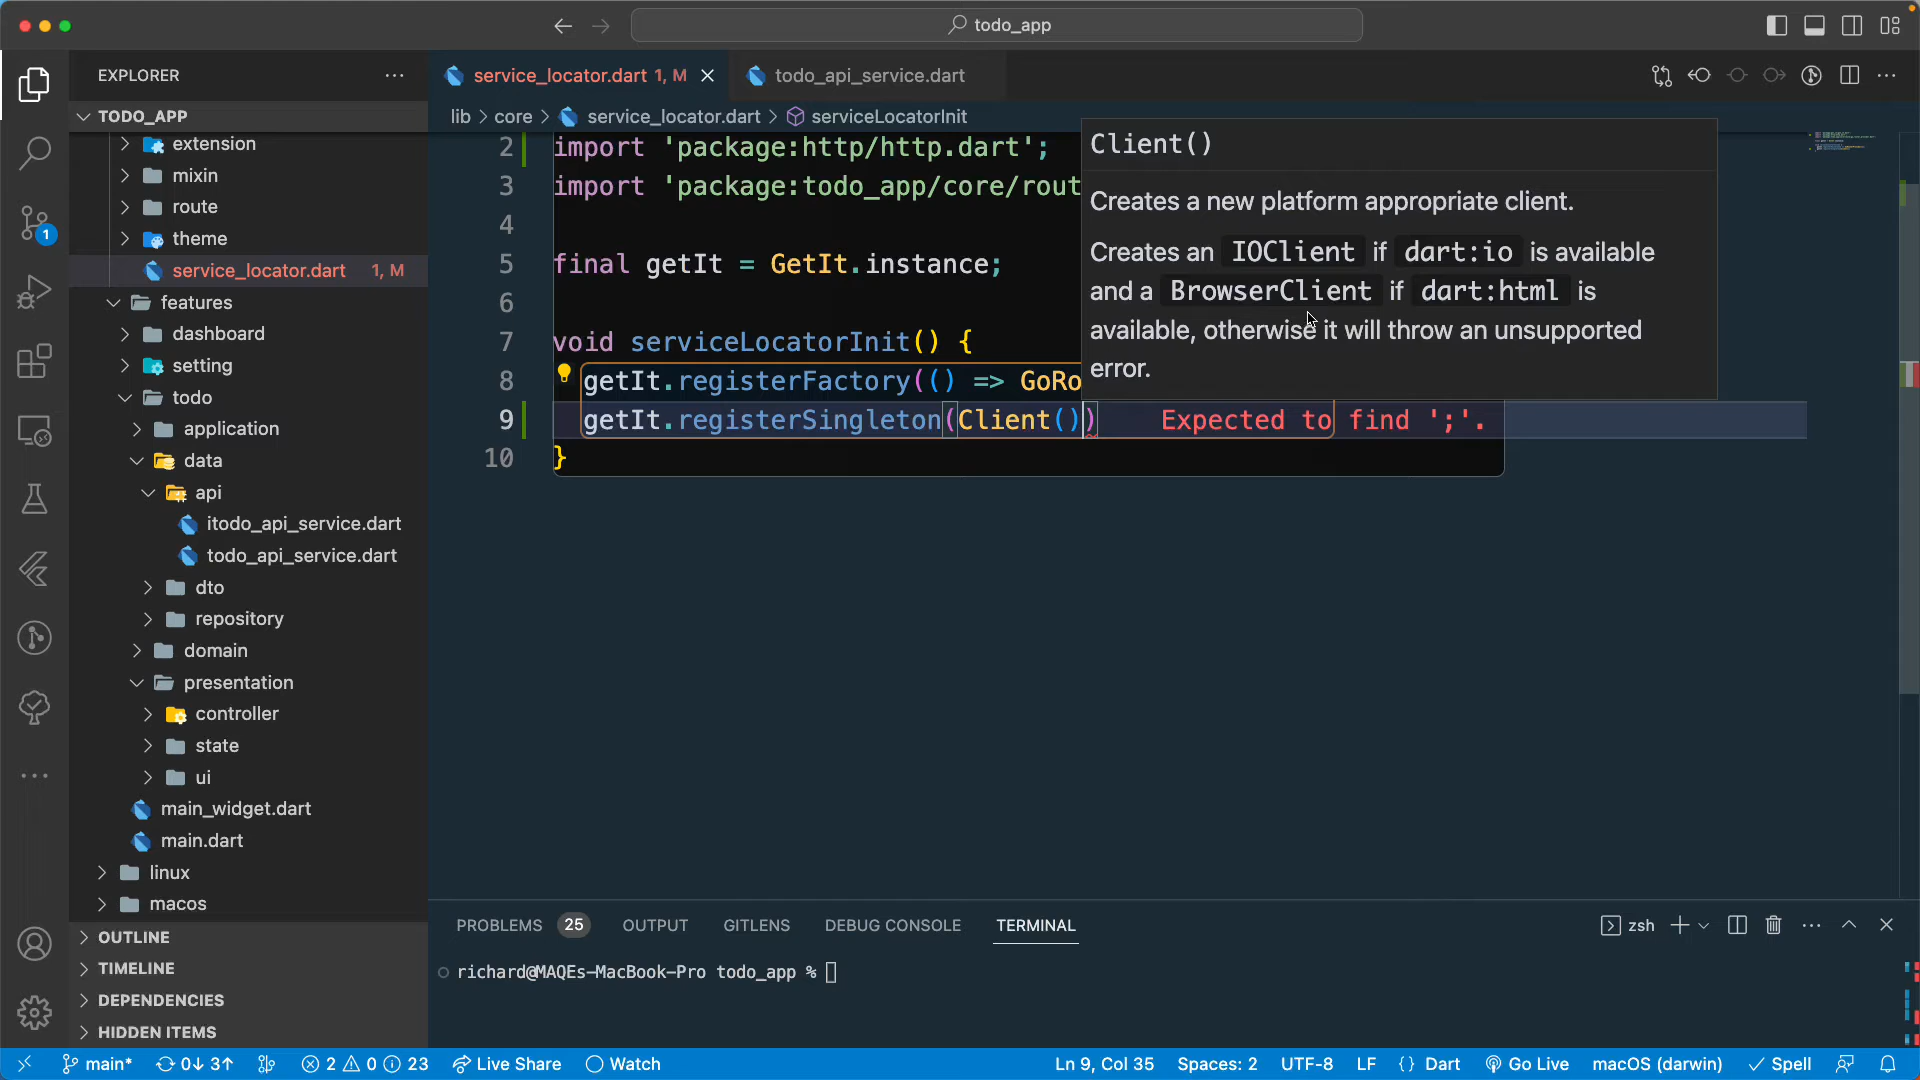 todo_app
EXPLORER
service_locator.dart 1, M
todo_api_service.dart
TODO_APP
lib > core > service_locator.dart > serviceLocatorInit
extension
mixin
route
theme
service_locator.dart 1, M
features
dashboard
setting
todo
application
data
api
itodo_api_service.dart
todo_api_service.dart
dto
repository
domain
presentation
controller
state
ui
main_widget.dart
main.dart
linux
macos
OUTLINE
TIMELINE
DEPENDENCIES
HIDDEN ITEMS
1
2 import 'package:http/http.dart';
3 import 'package:todo_app/core/rout
4
5 final getIt = GetIt.instance;
6
7 void serviceLocatorInit() {
8 getIt.registerFactory(() => GoRo
9 getIt.registerSingleton(Client()) Expected to find ';'.
10 }
Client()
Creates a new platform appropriate client.
Creates an IOClient if dart:io is available
and a BrowserClient if dart:html is
available, otherwise it will throw an unsupported
error.
PROBLEMS 25 OUTPUT GITLENS DEBUG CONSOLE TERMINAL
zsh
richard@MAQEs-MacBook-Pro todo_app %
main* 0↓ 3↑ 2 0 23 Live Share Watch
Ln 9, Col 35 Spaces: 2 UTF-8 LF {} Dart Go Live macOS (darwin) Spell